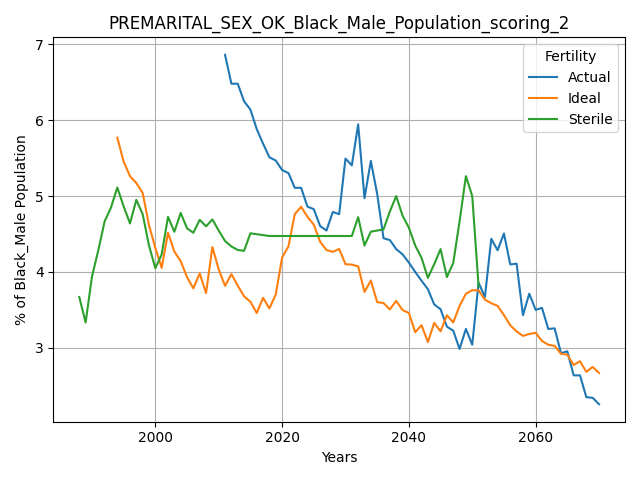 PREMARITAL_SEX_OK_Black_Male_Population_scoring_2
% of Black_Male Population
7
6
5
4
3
Fertility
Actual
Ideal
Sterile
2000 2020 2040 2060
Years